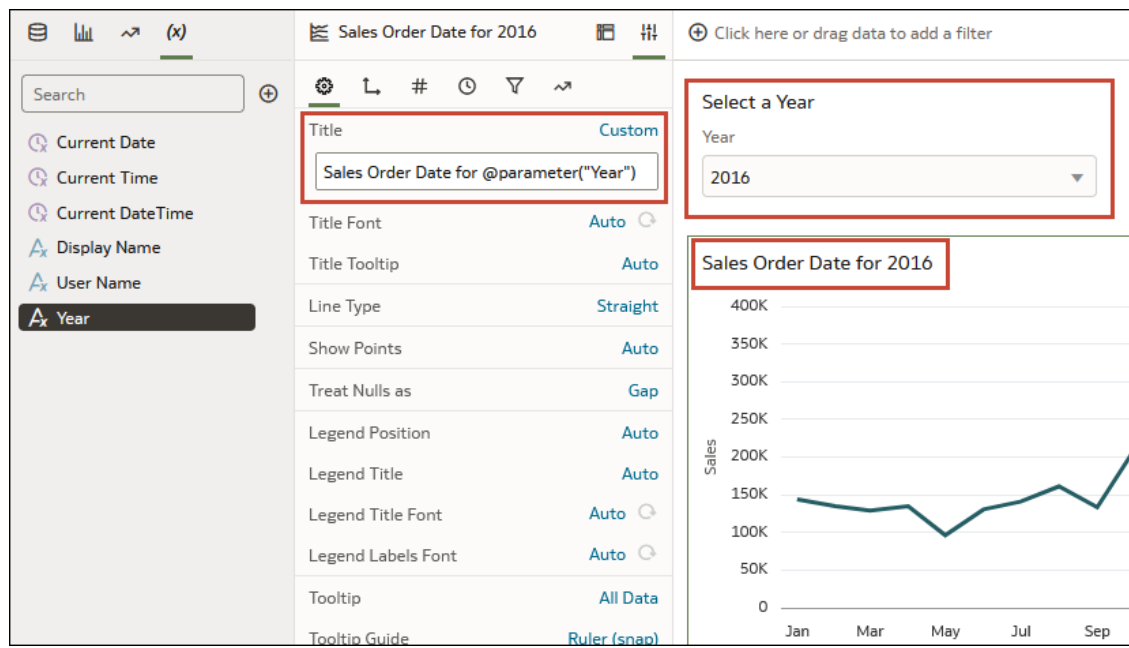 (x)
Search
Current Date
Current Time
Current DateTime
Display Name
User Name
Year
Sales Order Date for 2016
Title Custom
Sales Order Date for @parameter("Year")
Title Font Auto
Title Tooltip Auto
Line Type Straight
Show Points Auto
Treat Nulls as Gap
Legend Position Auto
Legend Title Auto
Legend Title Font Auto
Legend Labels Font Auto
Tooltip All Data
Tooltip Guide Ruler (snap)
Click here or drag data to add a filter
Select a Year
Year
2016
Sales Order Date for 2016
400K
350K
300K
250K
200K
150K
100K
50K
0
Sales
Jan Mar May Jul Sep